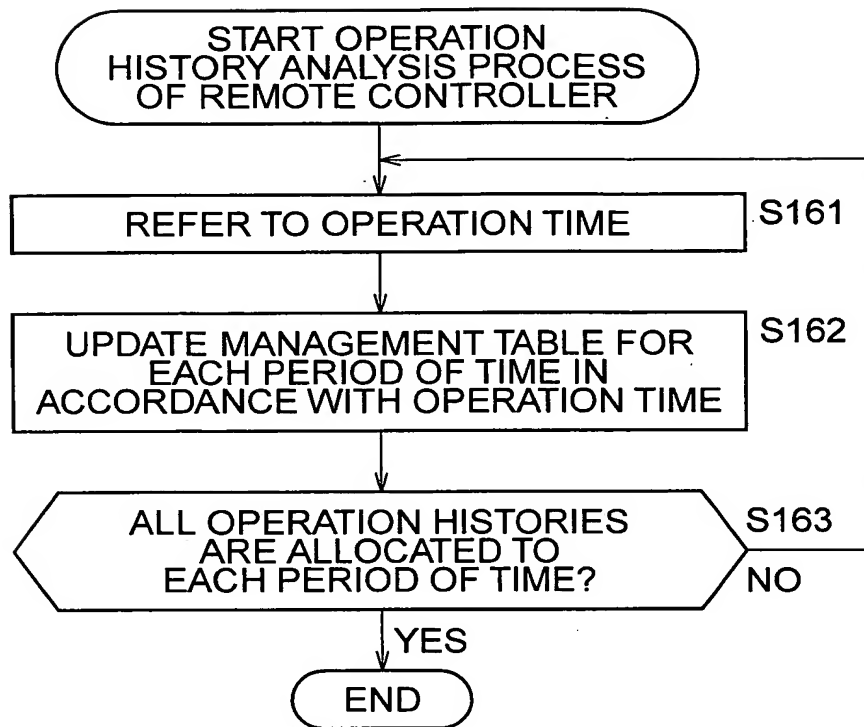 START OPERATION
HISTORY ANALYSIS PROCESS
OF REMOTE CONTROLLER
REFER TO OPERATION TIME
S161
UPDATE MANAGEMENT TABLE FOR
EACH PERIOD OF TIME IN
ACCORDANCE WITH OPERATION TIME
S162
ALL OPERATION HISTORIES
ARE ALLOCATED TO
EACH PERIOD OF TIME?
S163
NO
YES
END